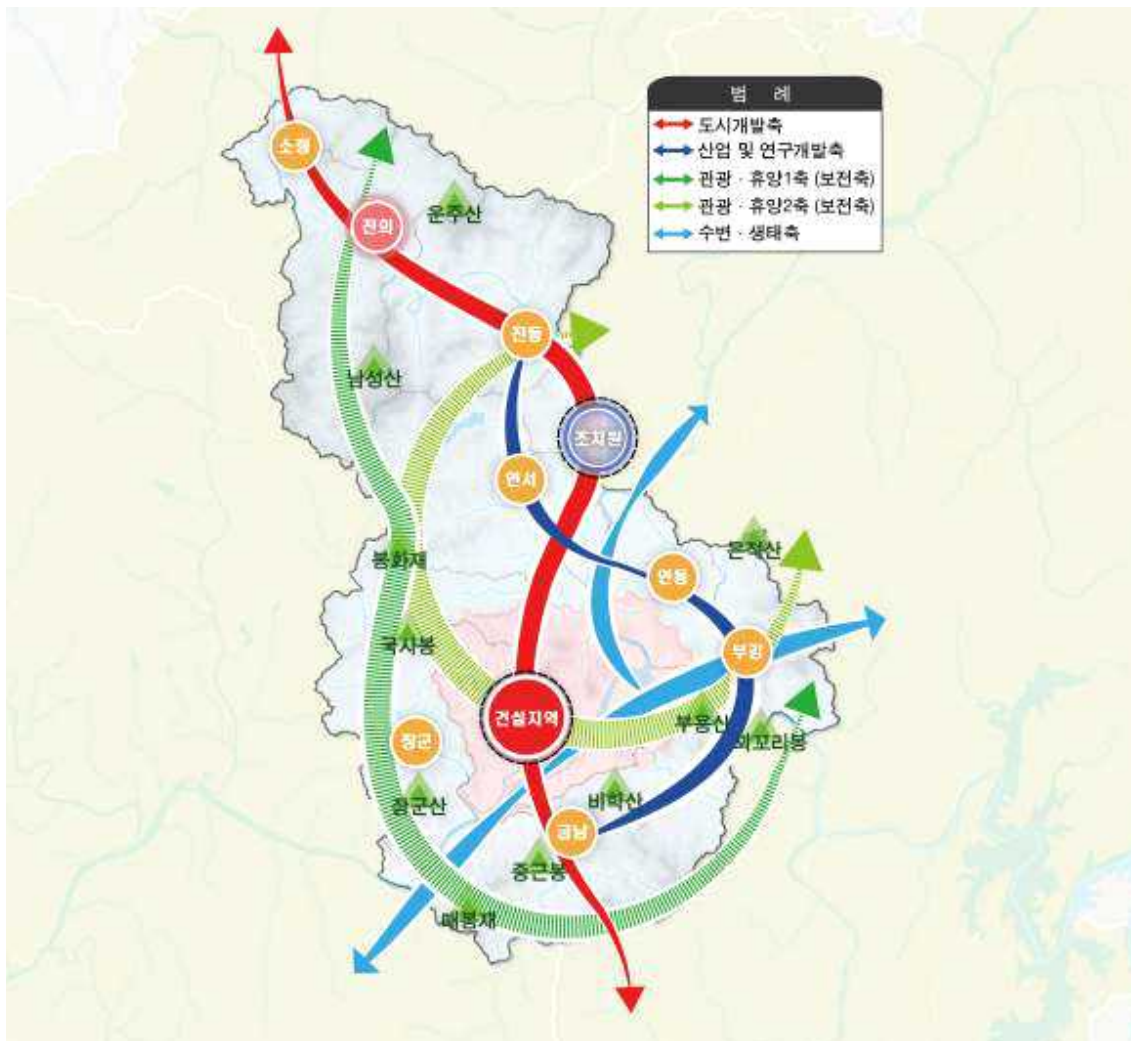 범 례
도시개발축
산업 및 연구개발축
관광 · 휴양1축 (보전축)
관광 · 휴양2축 (보전축)
수변 · 생태축
소정
운주산
전의
전동
남성산
조치원
연서
봉화재
은적산
연동
국사봉
부강
건설지역
부용산
꾀꼬리봉
장군
장군산
비학산
금남
중근봉
매봉재